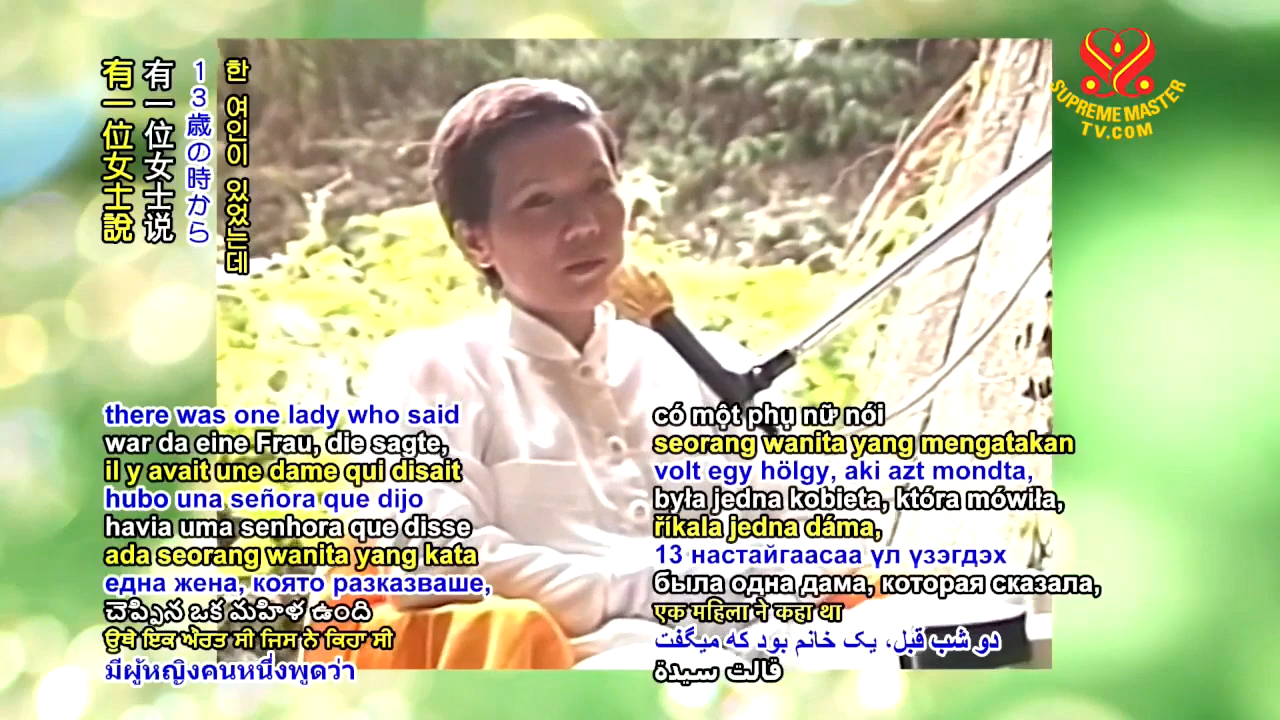 有一位女士說
有一位女士说
13歳の時から
한 여인이 있었는데
SUPREME MASTER
TV.COM
there was one lady who said
war da eine Frau, die sagte,
il y avait une dame qui disait
hubo una señora que dijo
havia uma senhora que disse
ada seorang wanita yang kata
една жена, която разказваше,
చెప్పిన ఒక మహిళ ఉంది
ਉਥੇ ਇਕ ਔਰਤ ਸੀ ਜਿਸ ਨੇ ਕਿਹਾ ਸੀ
มีผู้หญิงคนหนึ่งพูดว่า
có một phụ nữ nói
seorang wanita yang mengatakan
volt egy hölgy, aki azt mondta,
była jedna kobieta, która mówiła,
říkala jedna dáma,
13 настайгаасаа үл үзэгдэх
была одна дама, которая сказала,
एक महिला ने कहा था
دو شب قبل، یک خانم بود که میگفت
قالت سيدة